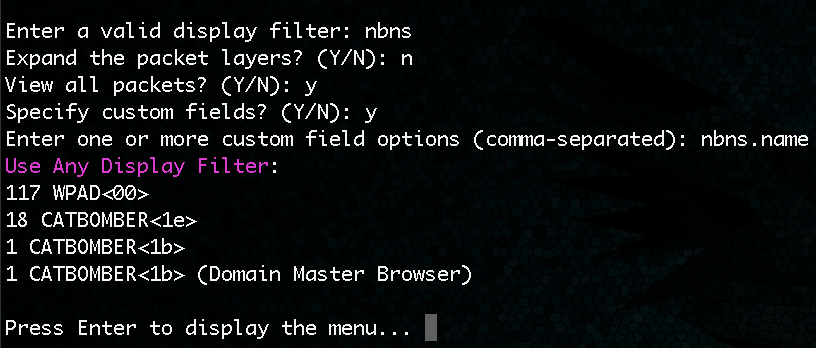 Enter a valid display filter: nbns
Expand the packet layers? (Y/N): n
View all packets? (Y/N): y
Specify custom fields? (Y/N): y
Enter one or more custom field options (comma-separated): nbns.name
Use Any Display Filter:
117 WPAD<00>
18 CATBOMBER<1e>
1 CATBOMBER<1b>
1 CATBOMBER<1b> (Domain Master Browser)
Press Enter to display the menu...